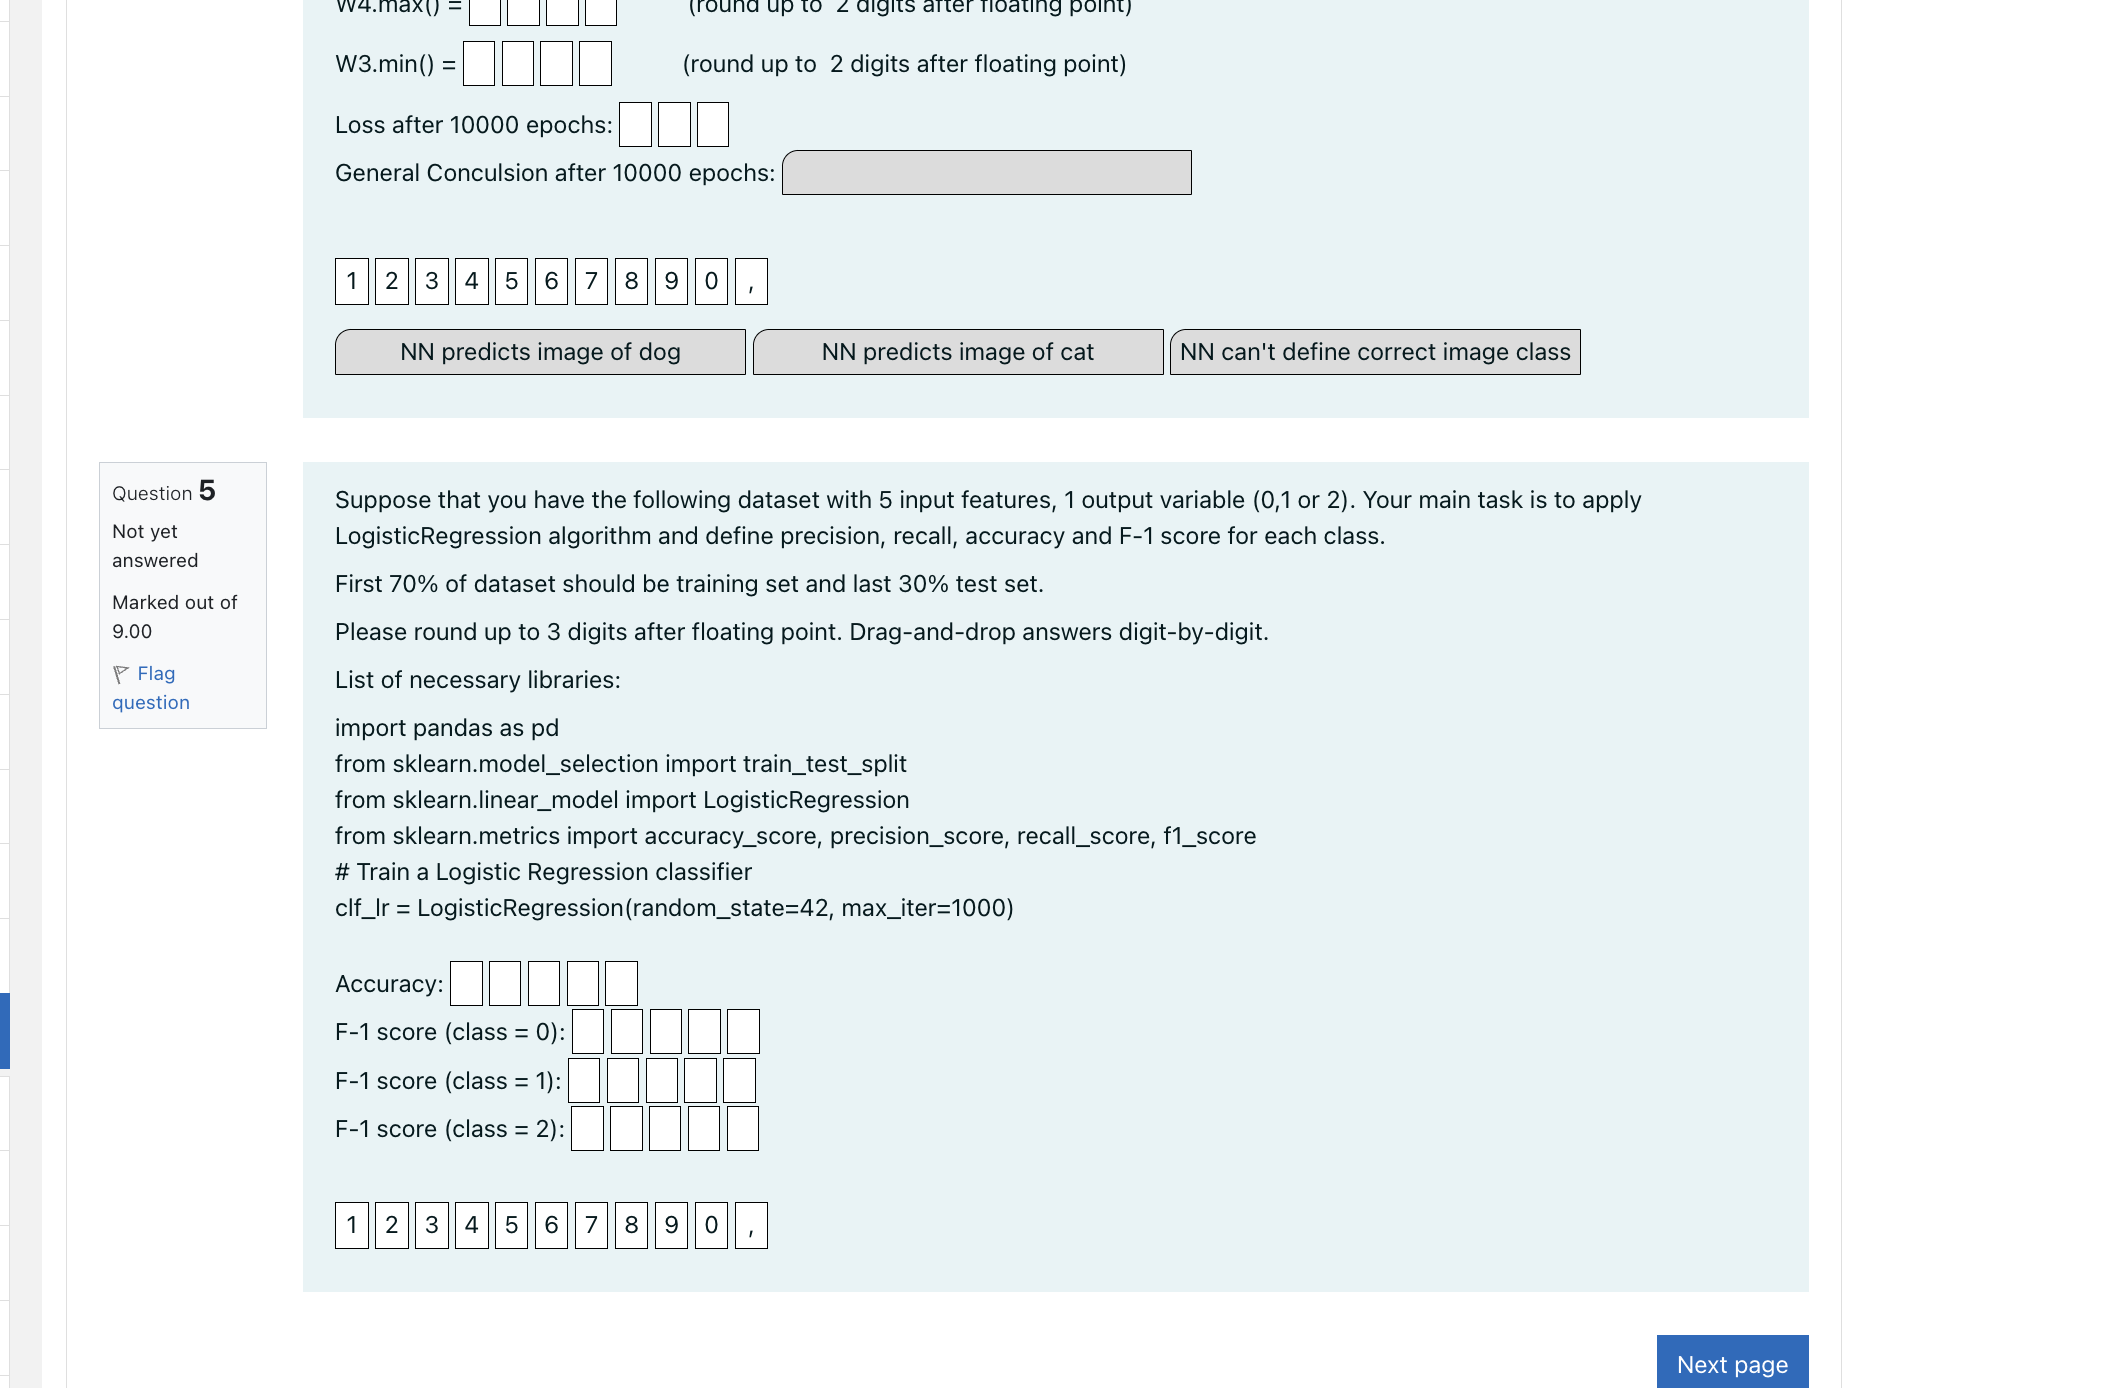 W4.max() = (round up to 2 digits after floating point)
W3.min() = (round up to 2 digits after floating point)
Loss after 10000 epochs:
General Conculsion after 10000 epochs:
1 2 3 4 5 6 7 8 9 0 ,
NN predicts image of dog NN predicts image of cat NN can't define correct image class
Question 5
Not yet
answered
Marked out of
9.00
Flag
question
Suppose that you have the following dataset with 5 input features, 1 output variable (0,1 or 2). Your main task is to apply
LogisticRegression algorithm and define precision, recall, accuracy and F-1 score for each class.
First 70% of dataset should be training set and last 30% test set.
Please round up to 3 digits after floating point. Drag-and-drop answers digit-by-digit.
List of necessary libraries:
import pandas as pd
from sklearn.model_selection import train_test_split
from sklearn.linear_model import LogisticRegression
from sklearn.metrics import accuracy_score, precision_score, recall_score, f1_score
# Train a Logistic Regression classifier
clf_lr = LogisticRegression(random_state=42, max_iter=1000)
Accuracy:
F-1 score (class = 0):
F-1 score (class = 1):
F-1 score (class = 2):
1 2 3 4 5 6 7 8 9 0 ,
Next page